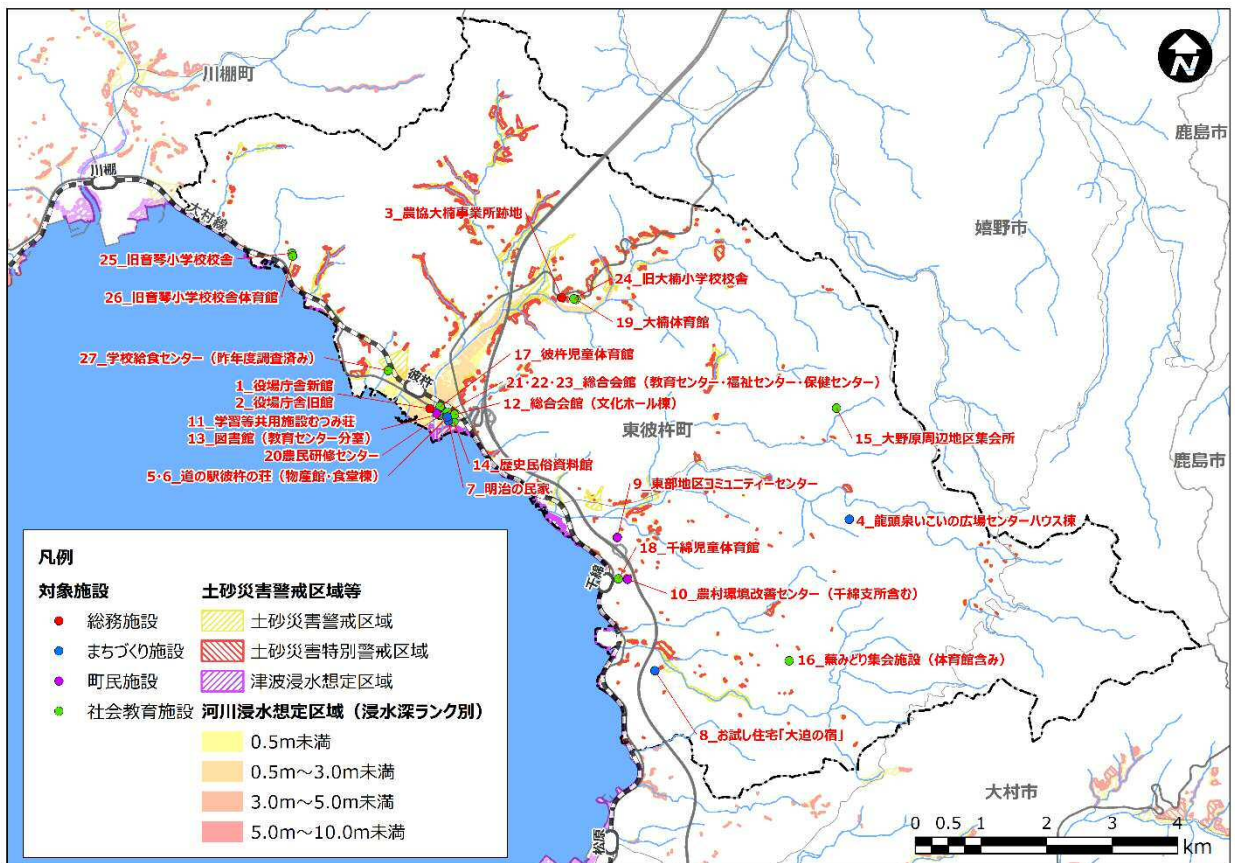 N
川棚町
鹿島市
川棚
大村線
3_農協大楠事業所跡地
嬉野市
25_旧音琴小学校校舎
24_旧大楠小学校校舎
26_旧音琴小学校校舎体育館
19_大楠体育館
27_学校給食センター（昨年度調査済み）
彼杵
17_彼杵児童体育館
1_役場庁舎新館
21・22・23_総合会館（教育センター・福祉センター・保健センター）
2_役場庁舎旧館
12_総合会館（文化ホール棟）
11_学習等共用施設むつみ荘
東彼杵町
15_大野原周辺地区集会所
13_図書館（教育センター分室）
20農民研修センター
鹿島市
14_歴史民俗資料館
5・6_道の駅彼杵の荘（物産館・食堂棟）
7_明治の民家
9_東部地区コミュニティーセンター
4_龍頭泉いこいの広場センターハウス棟
18_千綿児童体育館
千綿
10_農村環境改善センター（千綿支所含む）
16_蕪みどり集会施設（体育館含み）
8_お試し住宅「大迫の宿」
大村市
松原
凡例
対象施設
総務施設
まちづくり施設
町民施設
社会教育施設
土砂災害警戒区域等
土砂災害警戒区域
土砂災害特別警戒区域
津波浸水想定区域
河川浸水想定区域（浸水深ランク別）
0.5m未満
0.5m～3.0m未満
3.0m～5.0m未満
5.0m～10.0m未満
0 0.5 1 2 3 4
km